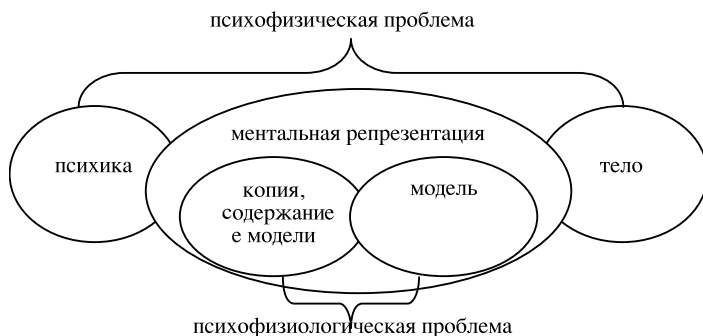 психофизическая проблема
ментальная репрезентация
психика
тело
копия,
содержание
е модели
модель
психофизиологическая проблема